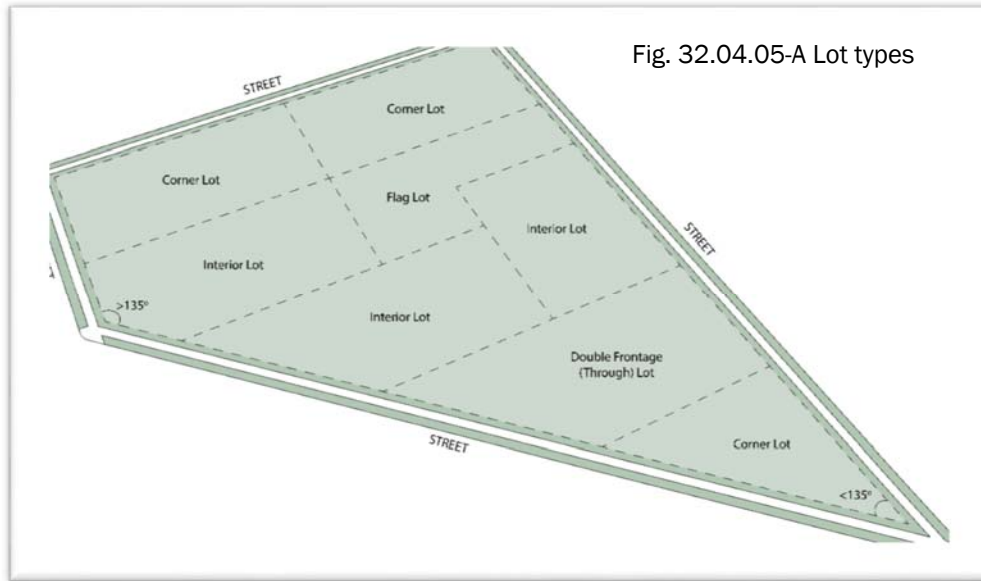 Fig. 32.04.05-A Lot types
STREET
Corner Lot
Corner Lot
Flag Lot
Interior Lot
STREET
Interior Lot
>135°
Interior Lot
Double Frontage
(Through) Lot
STREET
Corner Lot
<135°